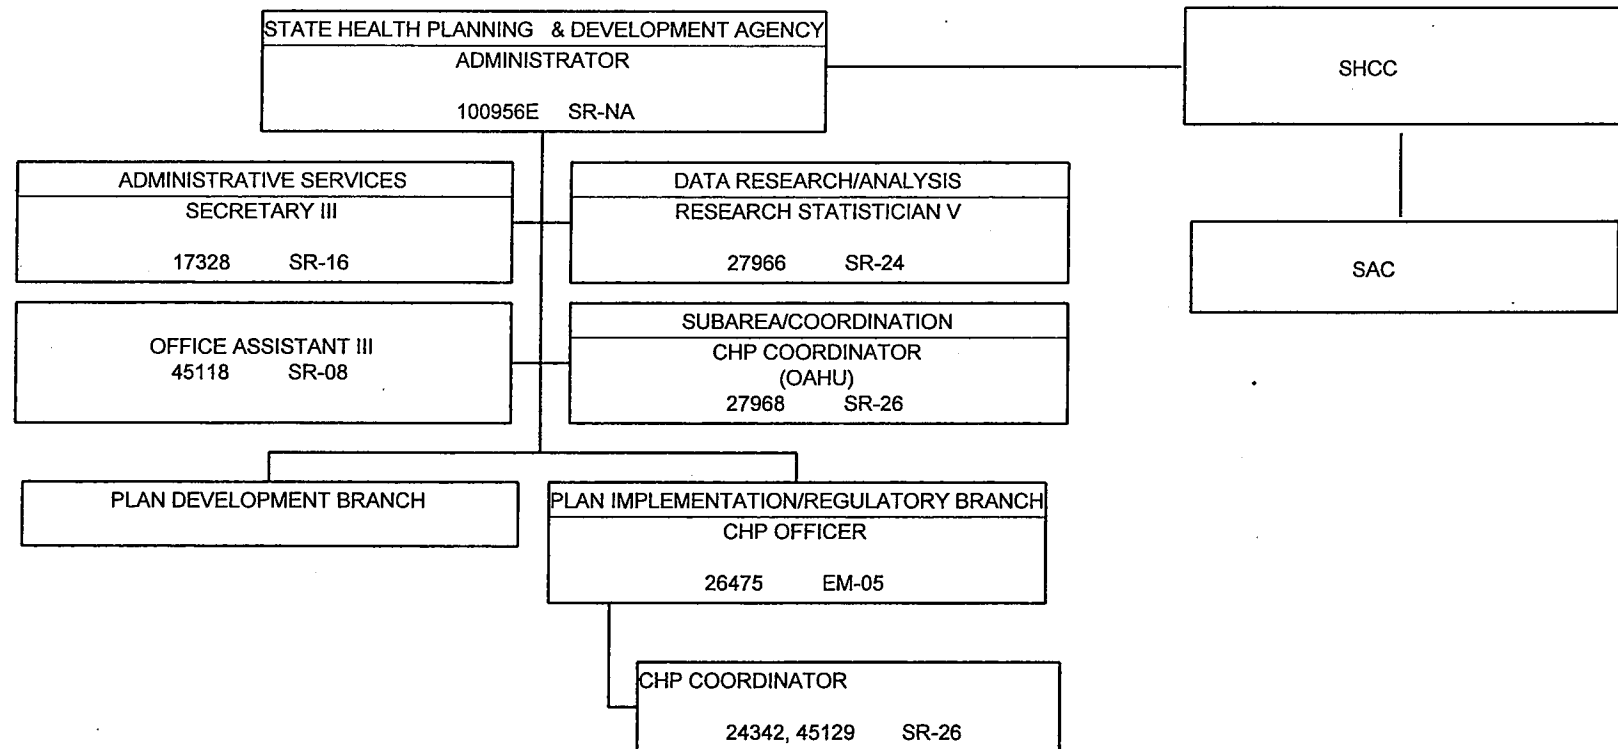 STATE HEALTH PLANNING & DEVELOPMENT AGENCY
ADMINISTRATOR
100956E SR-NA
SHCC
SAC
ADMINISTRATIVE SERVICES
SECRETARY III
17328 SR-16
DATA RESEARCH/ANALYSIS
RESEARCH STATISTICIAN V
27966 SR-24
OFFICE ASSISTANT III
45118 SR-08
SUBAREA/COORDINATION
CHP COORDINATOR
(OAHU)
27968 SR-26
PLAN DEVELOPMENT BRANCH
PLAN IMPLEMENTATION/REGULATORY BRANCH
CHP OFFICER
26475 EM-05
CHP COORDINATOR
24342, 45129 SR-26